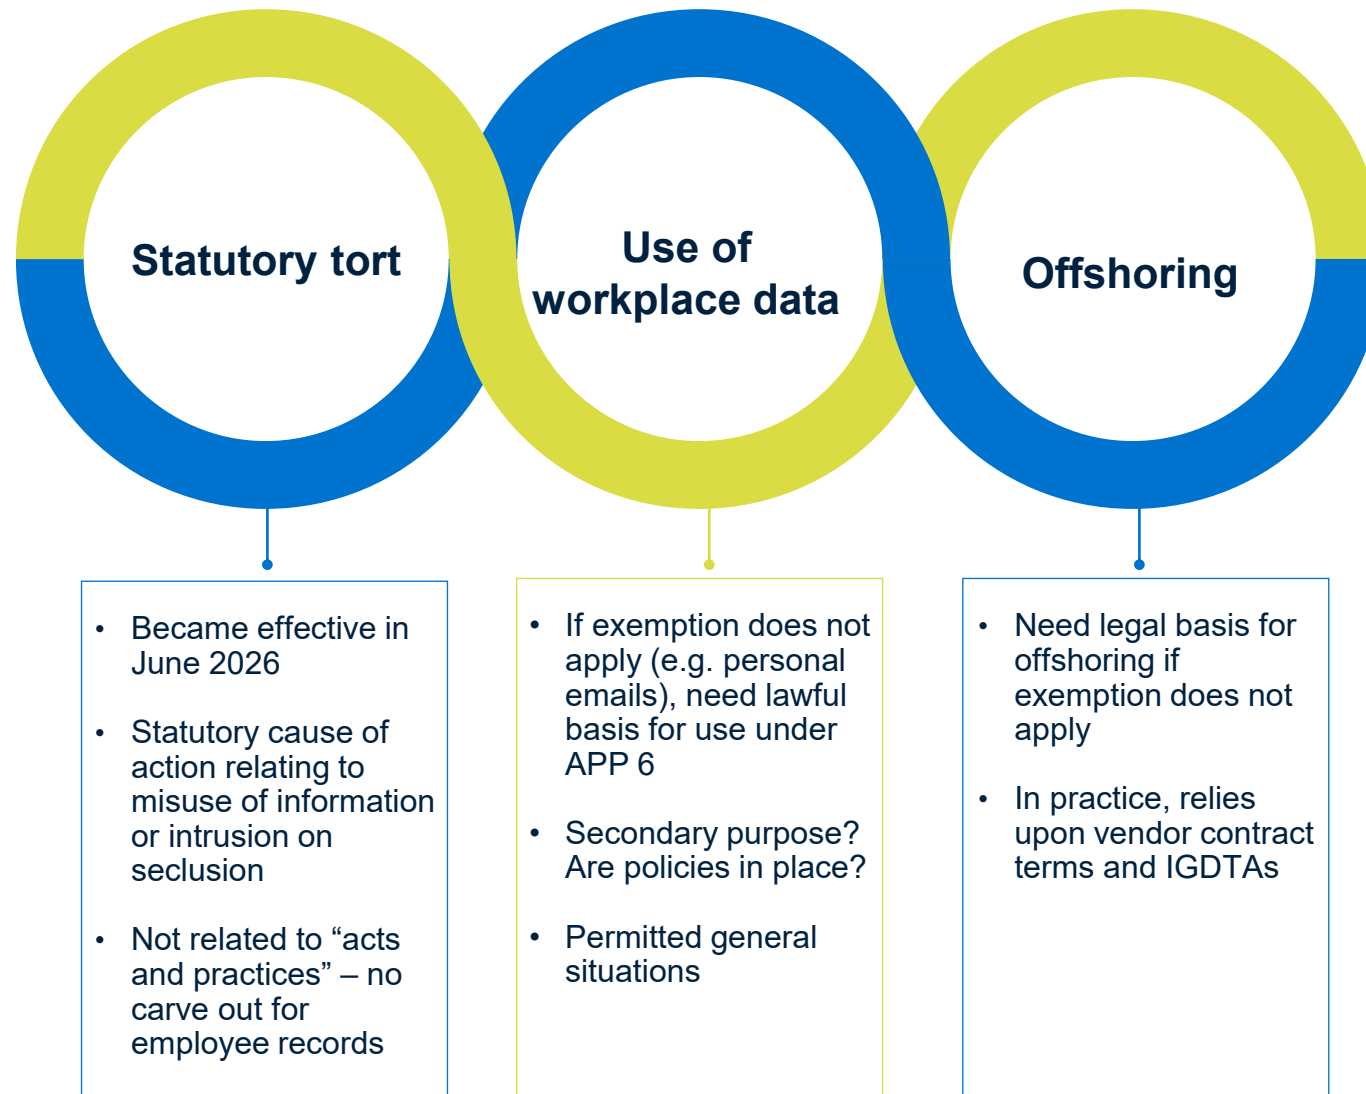 Statutory tort
Use of
workplace data
Offshoring
• Became effective in
June 2026
• Statutory cause of
action relating to
misuse of information
or intrusion on
seclusion
• Not related to “acts
and practices” – no
carve out for
employee records
• If exemption does not
apply (e.g. personal
emails), need lawful
basis for use under
APP 6
• Secondary purpose?
Are policies in place?
• Permitted general
situations
• Need legal basis for
offshoring if
exemption does not
apply
• In practice, relies
upon vendor contract
terms and IGDTAs